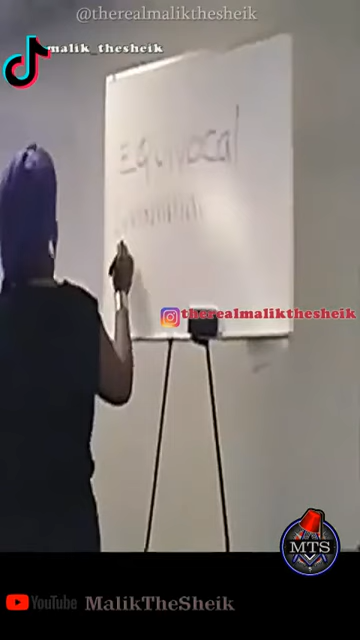 @therealmalikthesheik
malik_thesheik
Equivocal
therealmalikthesheik
MTS
YouTube MalikTheSheik